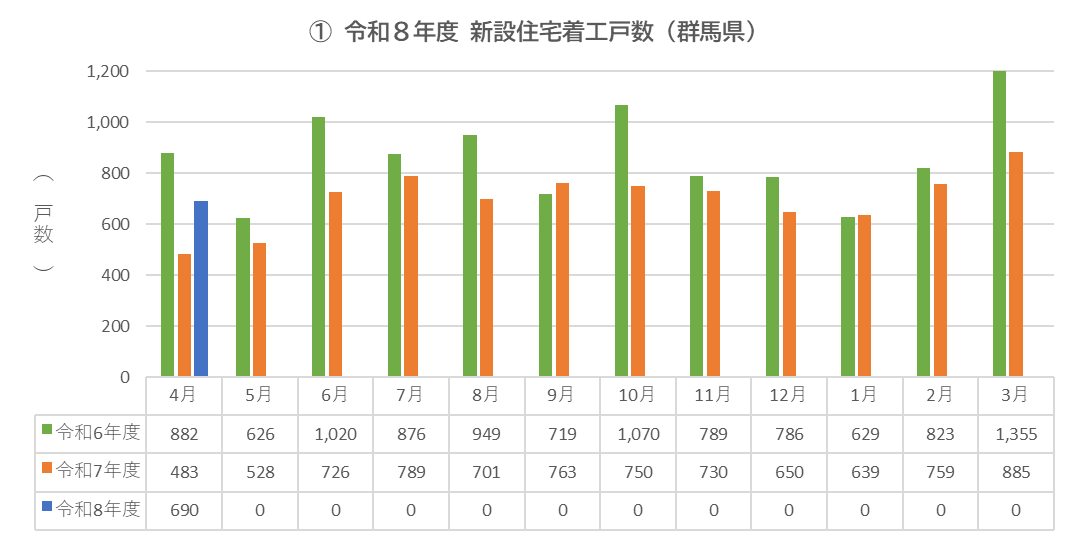 ① 令和８年度 新設住宅着工戸数（群馬県）
1,200
1,000
800
600
400
200
0
（戸数）
4月 5月 6月 7月 8月 9月 10月 11月 12月 1月 2月 3月
令和6年度 882 626 1,020 876 949 719 1,070 789 786 629 823 1,355
令和7年度 483 528 726 789 701 763 750 730 650 639 759 885
令和8年度 690 0 0 0 0 0 0 0 0 0 0 0